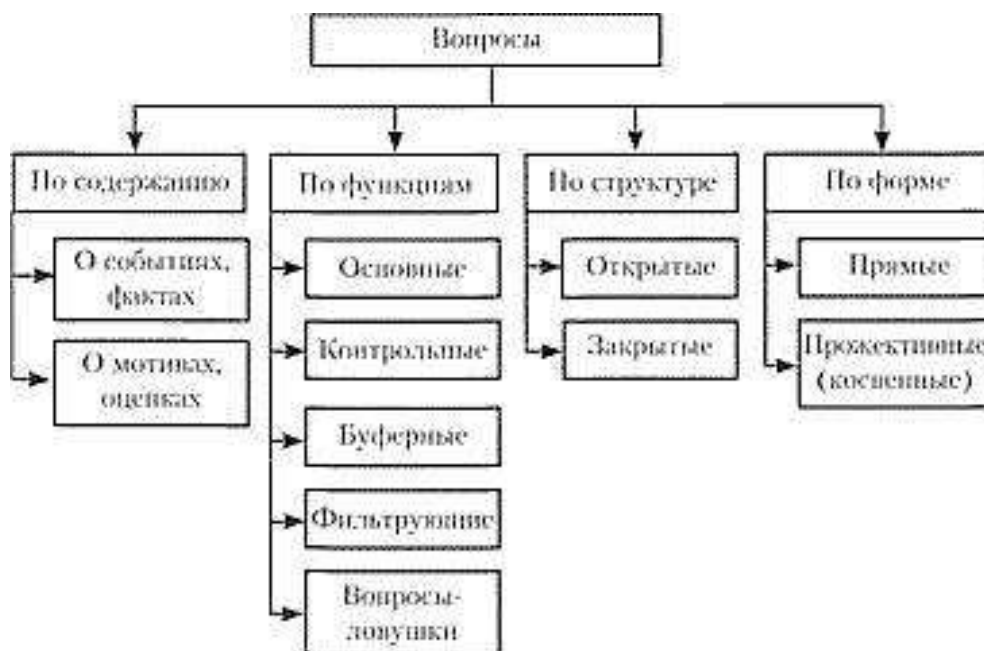 Вопросы
По содержанию
О событиях,
фактах
О мотивах,
оценках
По функциям
Основные
Контрольные
Буферные
Фильтрующие
Вопросы-
ловушки
По структуре
Открытые
Закрытые
По форме
Прямые
Прожективные
(косвенные)